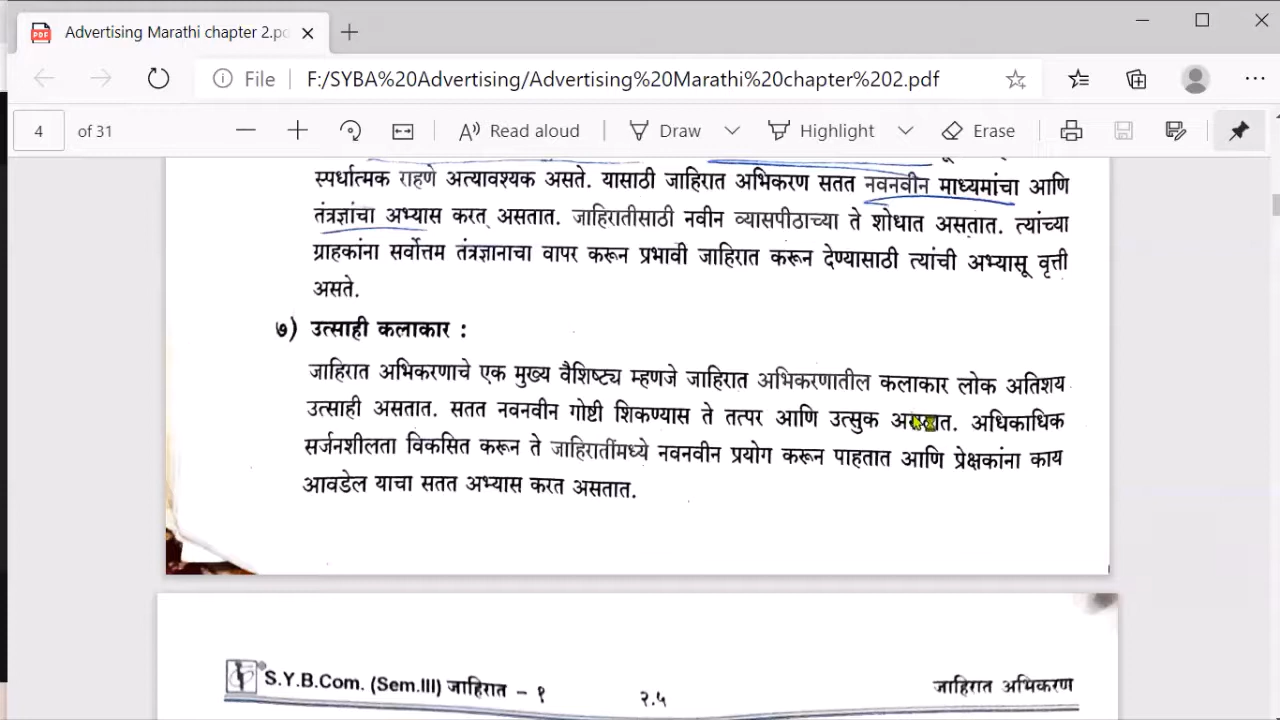 Advertising Marathi chapter 2.pd
File
F:/SYBA%20Advertising/Advertising%20Marathi%20chapter%202.pdf
4 of 31
Read aloud
Draw
Highlight
Erase
स्पर्धात्मक राहणे अत्यावश्यक असते. यासाठी जाहिरात अभिकरण सतत नवनवीन माध्यमांचा आणि
तंत्रज्ञांचा अभ्यास करत असतात. जाहिरातीसाठी नवीन व्यासपीठाच्या ते शोधात असतात. त्यांच्या
ग्राहकांना सर्वोत्तम तंत्रज्ञानाचा वापर करून प्रभावी जाहिरात करून देण्यासाठी त्यांची अभ्यासू वृत्ती
असते.
७) उत्साही कलाकार :
जाहिरात अभिकरणाचे एक मुख्य वैशिष्ट्य म्हणजे जाहिरात अभिकरणातील कलाकार लोक अतिशय
उत्साही असतात. सतत नवनवीन गोष्टी शिकण्यास ते तत्पर आणि उत्सुक असतात. अधिकाधिक
सर्जनशीलता विकसित करून ते जाहिरातींमध्ये नवनवीन प्रयोग करून पाहतात आणि प्रेक्षकांना काय
आवडेल याचा सतत अभ्यास करत असतात.
S.Y.B.Com. (Sem.III) जाहिरात - १
२.५
जाहिरात अभिकरण